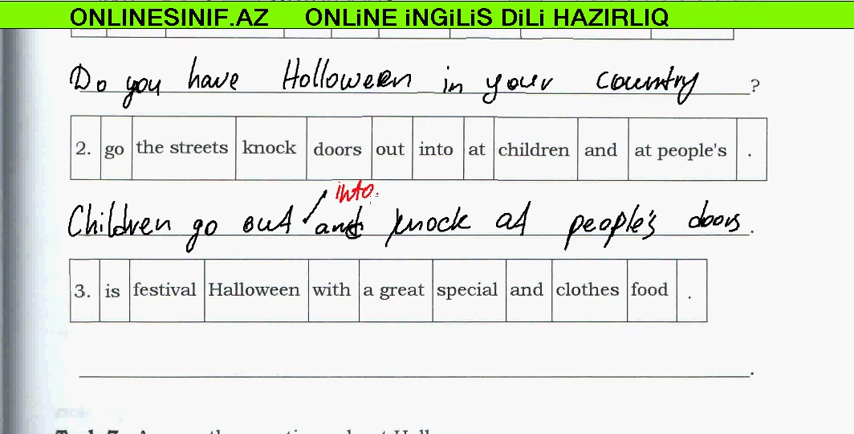 ONLINESINIF.AZ ONLiNE iNGiLiS DiLi HAZIRLIQ
Do you have Holloween in your country ?
2. go the streets knock doors out into at children and at people's .
into.
Children go out and knock at people's doors .
3. is festival Halloween with a great special and clothes food .
.